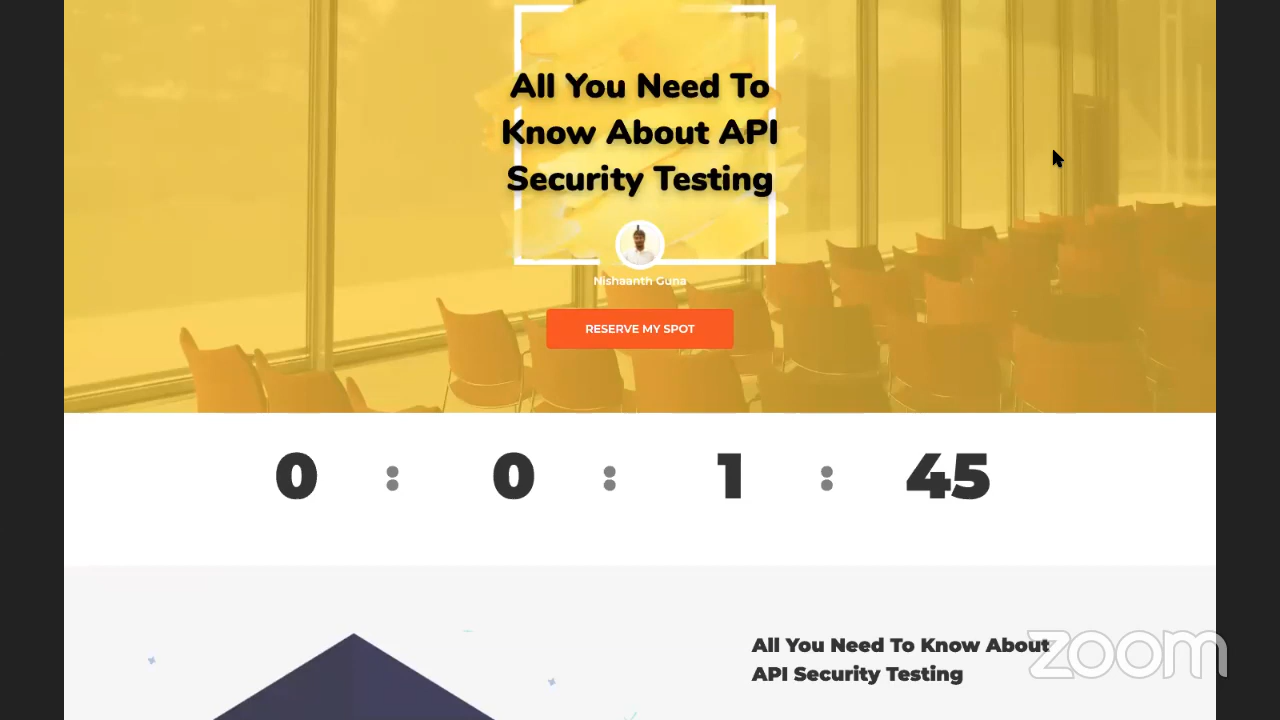 All You Need To
Know About API
Security Testing
Nishaanth Guna
RESERVE MY SPOT
0 : 0 : 1 : 45
All You Need To Know About
API Security Testing
zoom